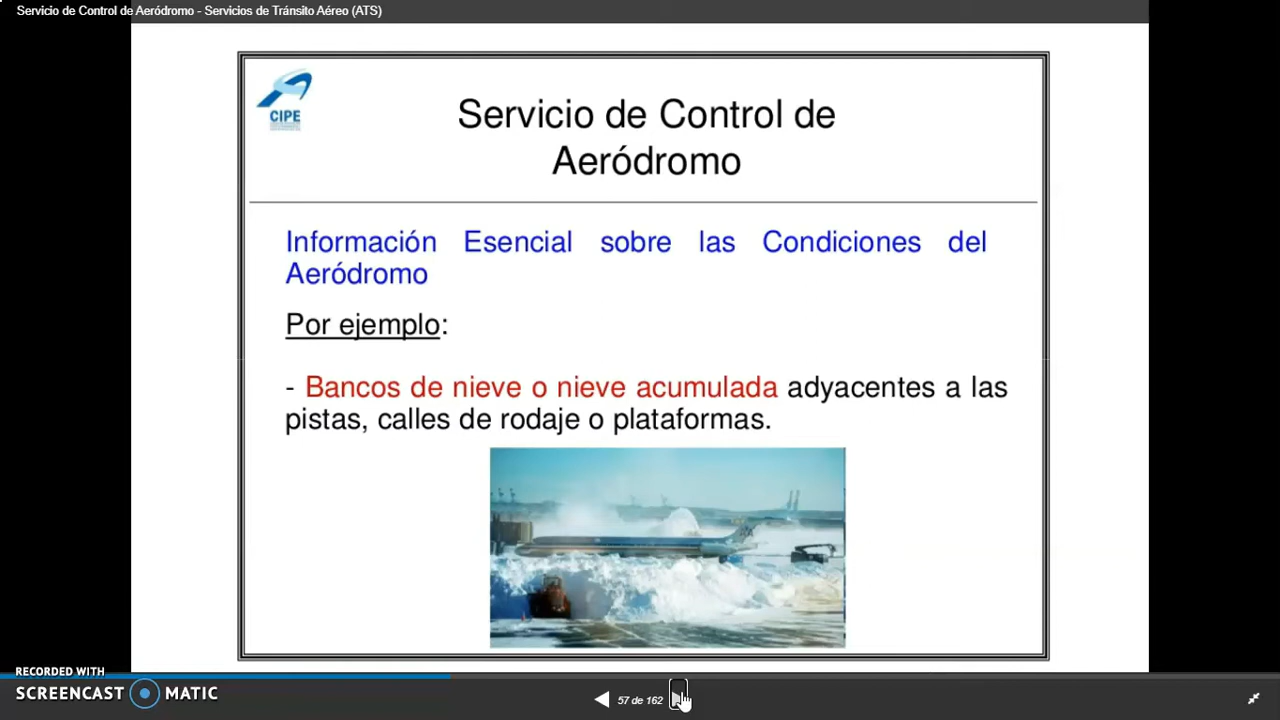 Servicio de Control de Aeródromo - Servicios de Tránsito Aéreo (ATS)
CIPE
Servicio de Control de
Aeródromo
Información Esencial sobre las Condiciones del
Aeródromo
Por ejemplo:
- Bancos de nieve o nieve acumulada adyacentes a las
pistas, calles de rodaje o plataformas.
RECORDED WITH
SCREENCAST MATIC
57 de 162